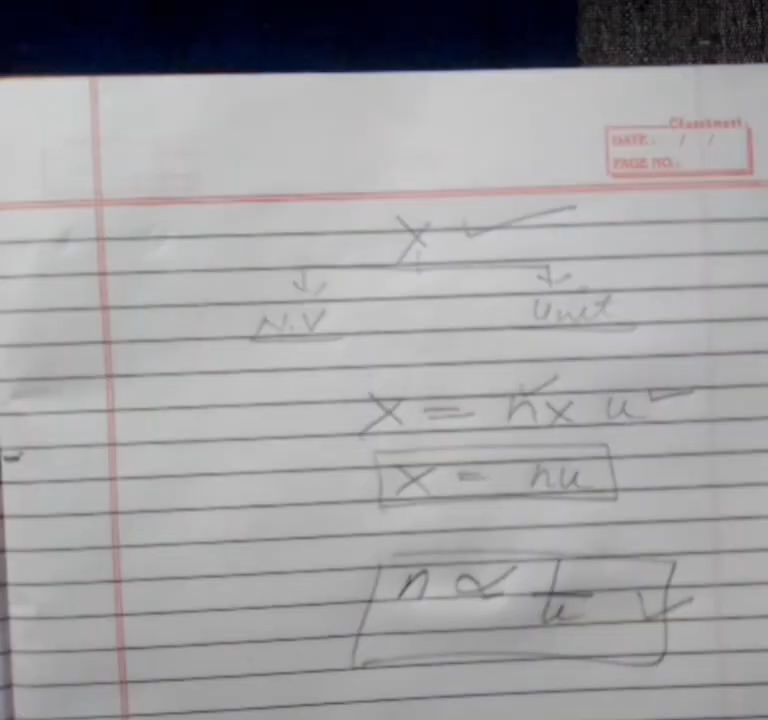 Classmate
DATE: / /
PAGE NO.:
X ✓
↓ ↓
N.V Unit
X = n × u
X = nu
n ∝ 1/u ✓